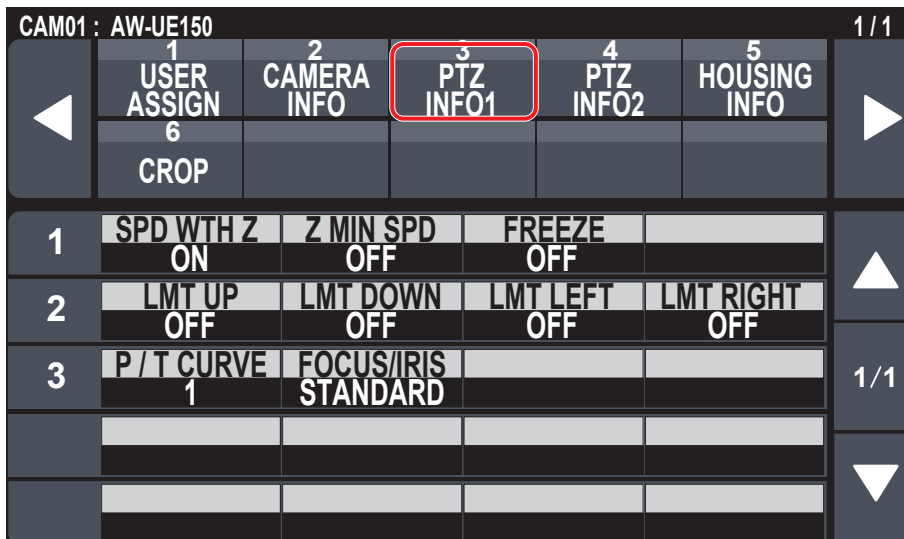 CAM01 : AW-UE150 1 / 1
1 2 3 4 5
USER CAMERA PTZ PTZ HOUSING
ASSIGN INFO INFO1 INFO2 INFO
6
CROP
1 SPD WTH Z Z MIN SPD FREEZE
ON OFF OFF
2 LMT UP LMT DOWN LMT LEFT LMT RIGHT
OFF OFF OFF OFF
3 P / T CURVE FOCUS/IRIS 1/1
1 STANDARD